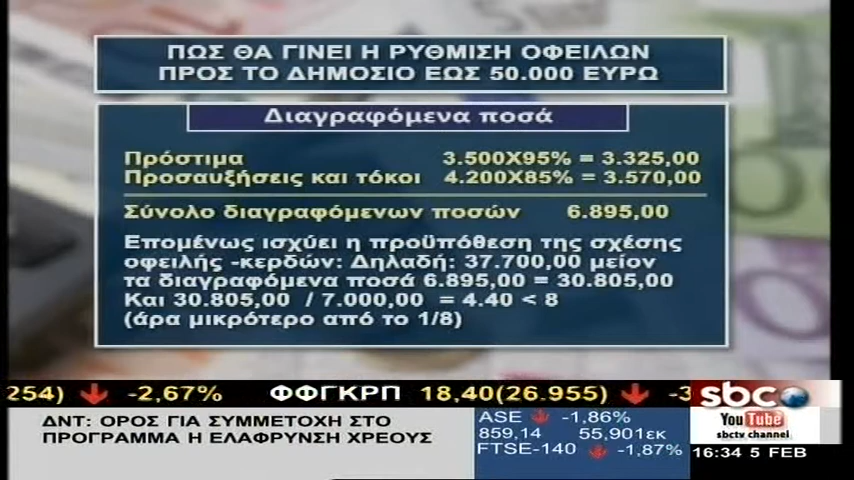 ΠΩΣ ΘΑ ΓΙΝΕΙ Η ΡΥΘΜΙΣΗ ΟΦΕΙΛΩΝ
ΠΡΟΣ ΤΟ ΔΗΜΟΣΙΟ ΕΩΣ 50.000 ΕΥΡΩ
Διαγραφόμενα ποσά
Πρόστιμα 3.500X95% = 3.325,00
Προσαυξήσεις και τόκοι 4.200X85% = 3.570,00
Σύνολο διαγραφόμενων ποσών 6.895,00
Επομένως ισχύει η προϋπόθεση της σχέσης
οφειλής -κερδών: Δηλαδή: 37.700,00 μείον
τα διαγραφόμενα ποσά 6.895,00 = 30.805,00
Και 30.805,00 / 7.000,00 = 4.40 < 8
(άρα μικρότερο από το 1/8)
254) -2,67% ΦΦΓΚΡΠ 18,40(26.955) -3
sbc
ΔΝΤ: ΟΡΟΣ ΓΙΑ ΣΥΜΜΕΤΟΧΗ ΣΤΟ
ΠΡΟΓΡΑΜΜΑ Η ΕΛΑΦΡΥΝΣΗ ΧΡΕΟΥΣ
ASE -1,86%
859,14 55,901εκ
FTSE-140 -1,87%
YouTube
sbctv channel
16:34 5 FEB